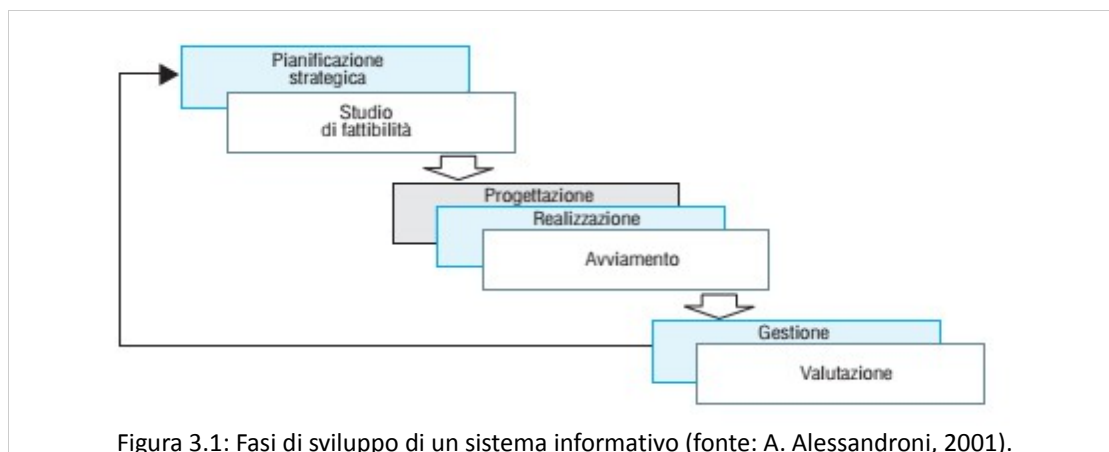 Pianificazione
strategica
Studio
di fattibilità
Progettazione
Realizzazione
Avviamento
Gestione
Valutazione
Figura 3.1: Fasi di sviluppo di un sistema informativo (fonte: A. Alessandroni, 2001).